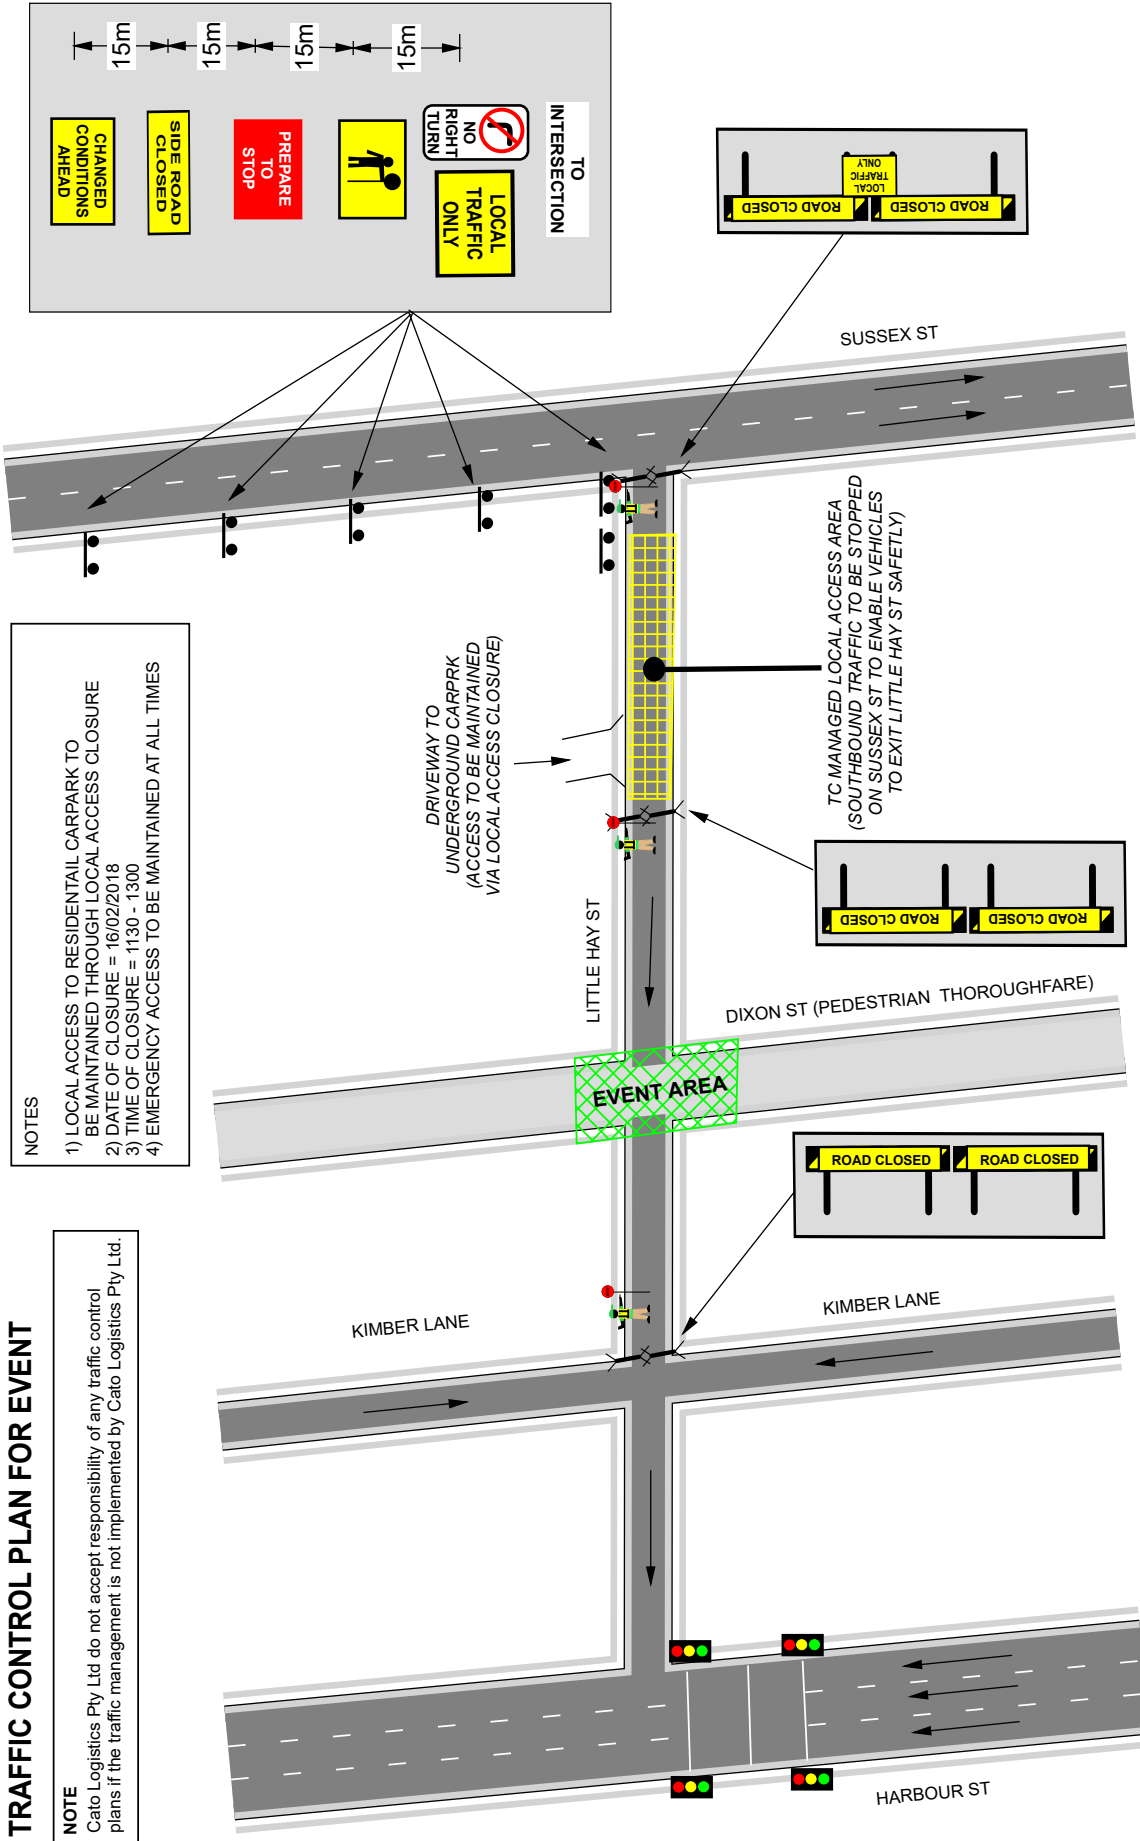 TRAFFIC CONTROL PLAN FOR EVENT
NOTE
Cato Logistics Pty Ltd do not accept responsibility of any traffic control
plans if the traffic management is not implemented by Cato Logistics Pty Ltd.
NOTES
1) LOCAL ACCESS TO RESIDENTAIL CARPARK TO
BE MAINTAINED THROUGH LOCAL ACCESS CLOSURE
2) DATE OF CLOSURE = 16/02/2018
3) TIME OF CLOSURE = 1130 - 1300
4) EMERGENCY ACCESS TO BE MAINTAINED AT ALL TIMES
15m
15m
15m
15m
CHANGED
CONDITIONS
AHEAD
SIDE ROAD
CLOSED
PREPARE
TO
STOP
NO
RIGHT
TURN
LOCAL
TRAFFIC
ONLY
TO
INTERSECTION
LOCAL
TRAFFIC
ONLY
ROAD CLOSED
ROAD CLOSED
SUSSEX ST
DRIVEWAY TO
UNDERGROUND CARPRK
(ACCESS TO BE MAINTAINED
VIA LOCAL ACCESS CLOSURE)
TC MANAGED LOCAL ACCESS AREA
(SOUTHBOUND TRAFFIC TO BE STOPPED
ON SUSSEX ST TO ENABLE VEHICLES
TO EXIT LITTLE HAY ST SAFETLY)
ROAD CLOSED
ROAD CLOSED
LITTLE HAY ST
DIXON ST (PEDESTRIAN THOROUGHFARE)
EVENT AREA
ROAD CLOSED
ROAD CLOSED
KIMBER LANE
KIMBER LANE
HARBOUR ST